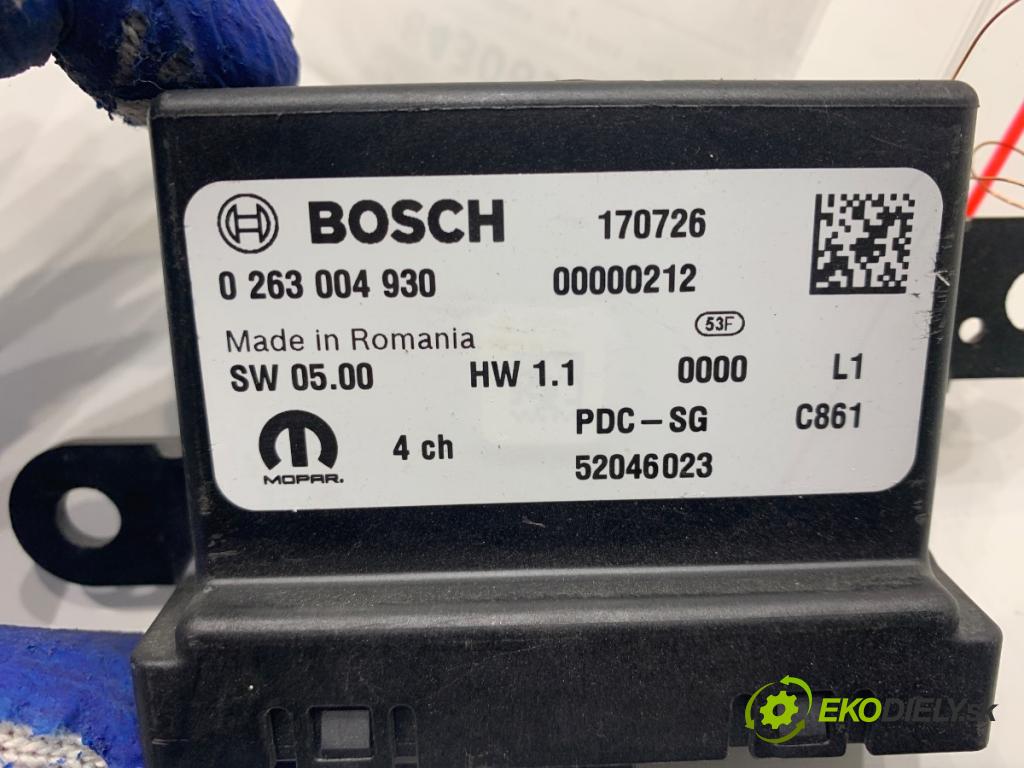 BOSCH 170726
0 263 004 930 00000212
53F
Made in Romania
SW 05.00 HW 1.1 0000 L1
PDC-SG C861
4 ch
MOPAR. 52046023
EKODIELY.sk